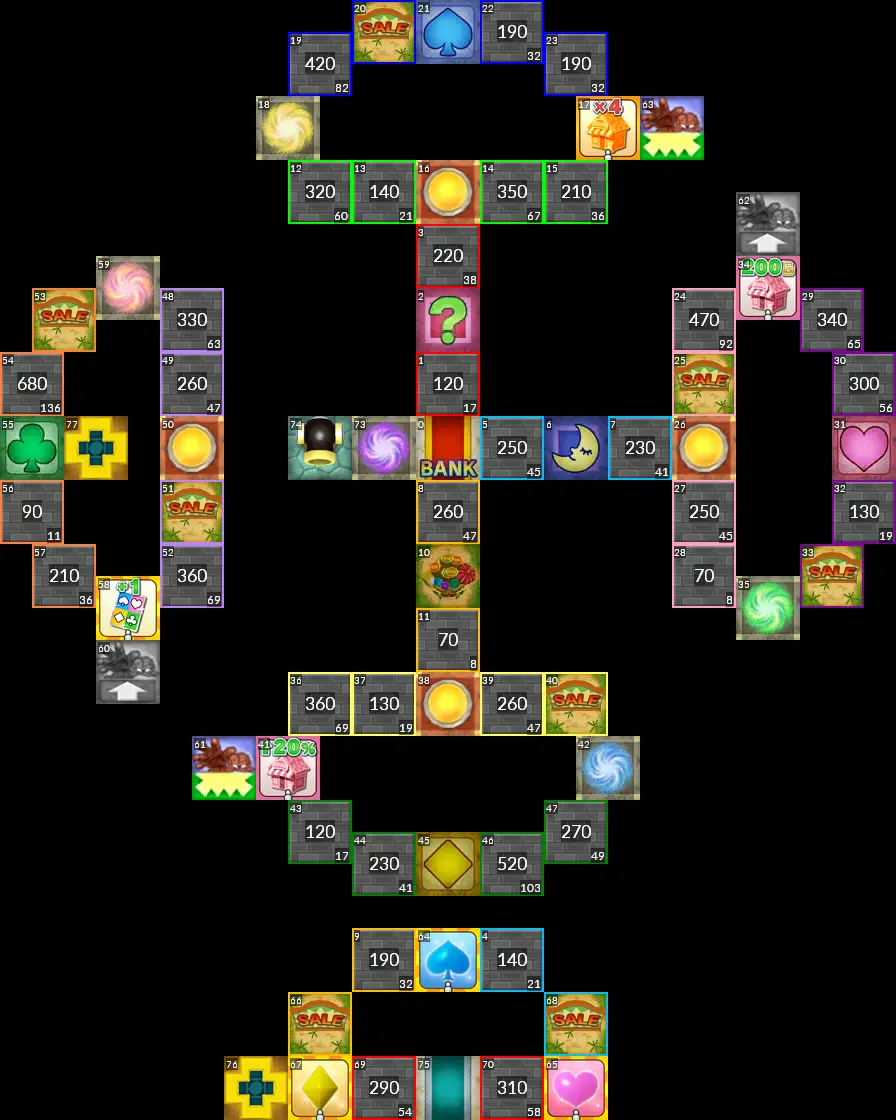 20 SALE 21 22 190 32
19 420 82 23 190 32
18 17 ×4 63
12 320 60 13 140 21 16 14 350 67 15 210 36
62
3 220 38
59 34 200G
53 SALE 48 330 63 2 ? 24 470 92 29 340 65
54 680 136 49 260 47 1 120 17 25 SALE 30 300 56
55 77 50 74 73 0 BANK 5 250 45 6 7 230 41 26 31
56 90 11 51 SALE 8 260 47 27 250 45 32 130 19
57 210 36 58 +1 52 360 69 10 28 70 8 33 SALE
35
60 11 70 8
36 360 69 37 130 19 38 39 260 47 40 SALE
61 41 20% 42
43 120 17 47 270 49
44 230 41 45 46 520 103
9 190 32 64 4 140 21
66 SALE 68 SALE
76 67 69 290 54 75 70 310 58 65